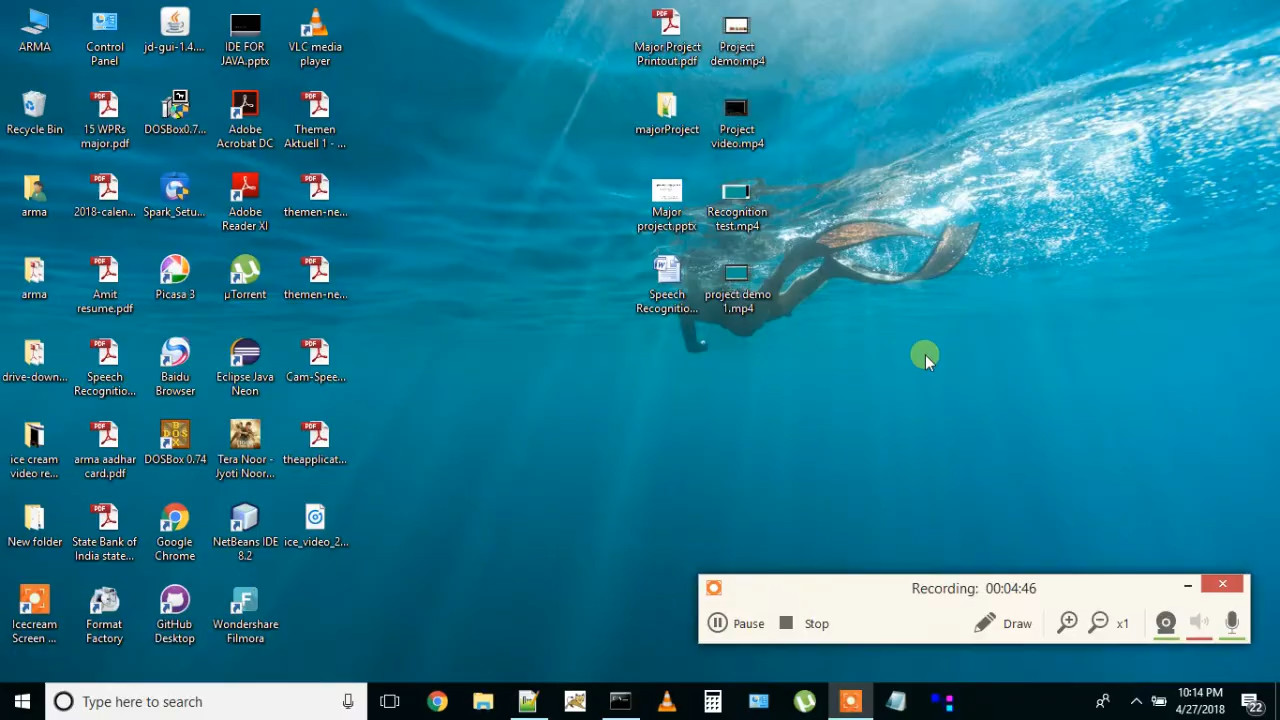 ARMA
Control
Panel
jd-gui-1.4....
IDE FOR
JAVA.pptx
VLC media
player
Major Project
Printout.pdf
Project
demo.mp4
Recycle Bin
15 WPRs
major.pdf
DOSBox0.7...
Adobe
Acrobat DC
Themen
Aktuell 1 - ...
majorProject
Project
video.mp4
arma
2018-calen...
Spark_Setu...
Adobe
Reader XI
themen-ne...
Major
project.pptx
Recognition
test.mp4
arma
Amit
resume.pdf
Picasa 3
µTorrent
themen-ne...
Speech
Recognitio...
project demo
1.mp4
drive-down...
Speech
Recognitio...
Baidu
Browser
Eclipse Java
Neon
Cam-Spee...
ice cream
video re...
arma aadhar
card.pdf
DOSBox 0.74
Tera Noor -
Jyoti Noor...
theapplicat...
New folder
State Bank of
India state...
Google
Chrome
NetBeans IDE
8.2
ice_video_2...
Icecream
Screen ...
Format
Factory
GitHub
Desktop
Wondershare
Filmora
Recording: 00:04:46
Pause
Stop
Draw
x1
Type here to search
10:14 PM
4/27/2018
22